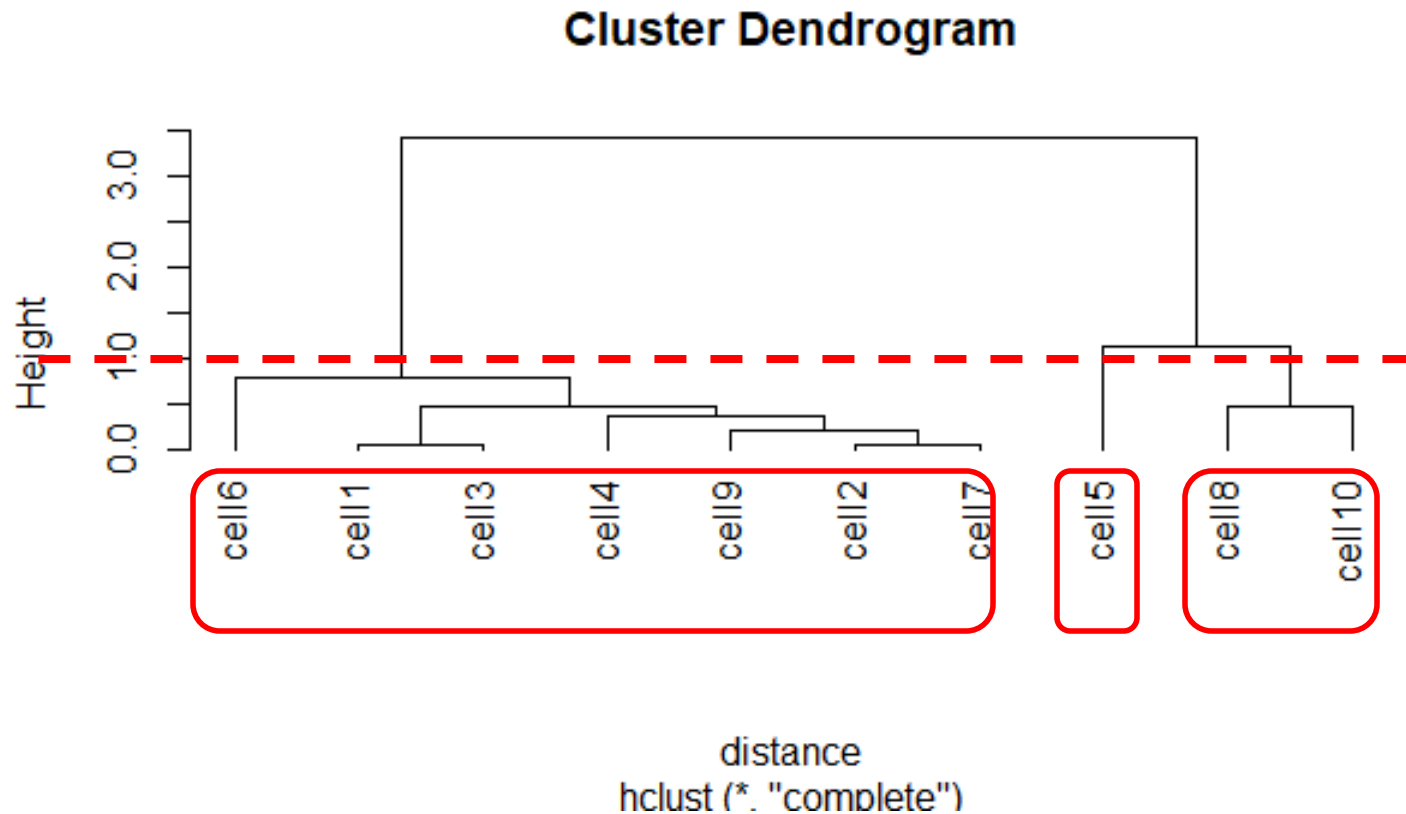 Cluster Dendrogram
Height
3.0
2.0
1.0
0.0
cell6
cell1
cell3
cell4
cell9
cell2
cell7
cell5
cell8
cell10
distance
hclust (*, "complete")